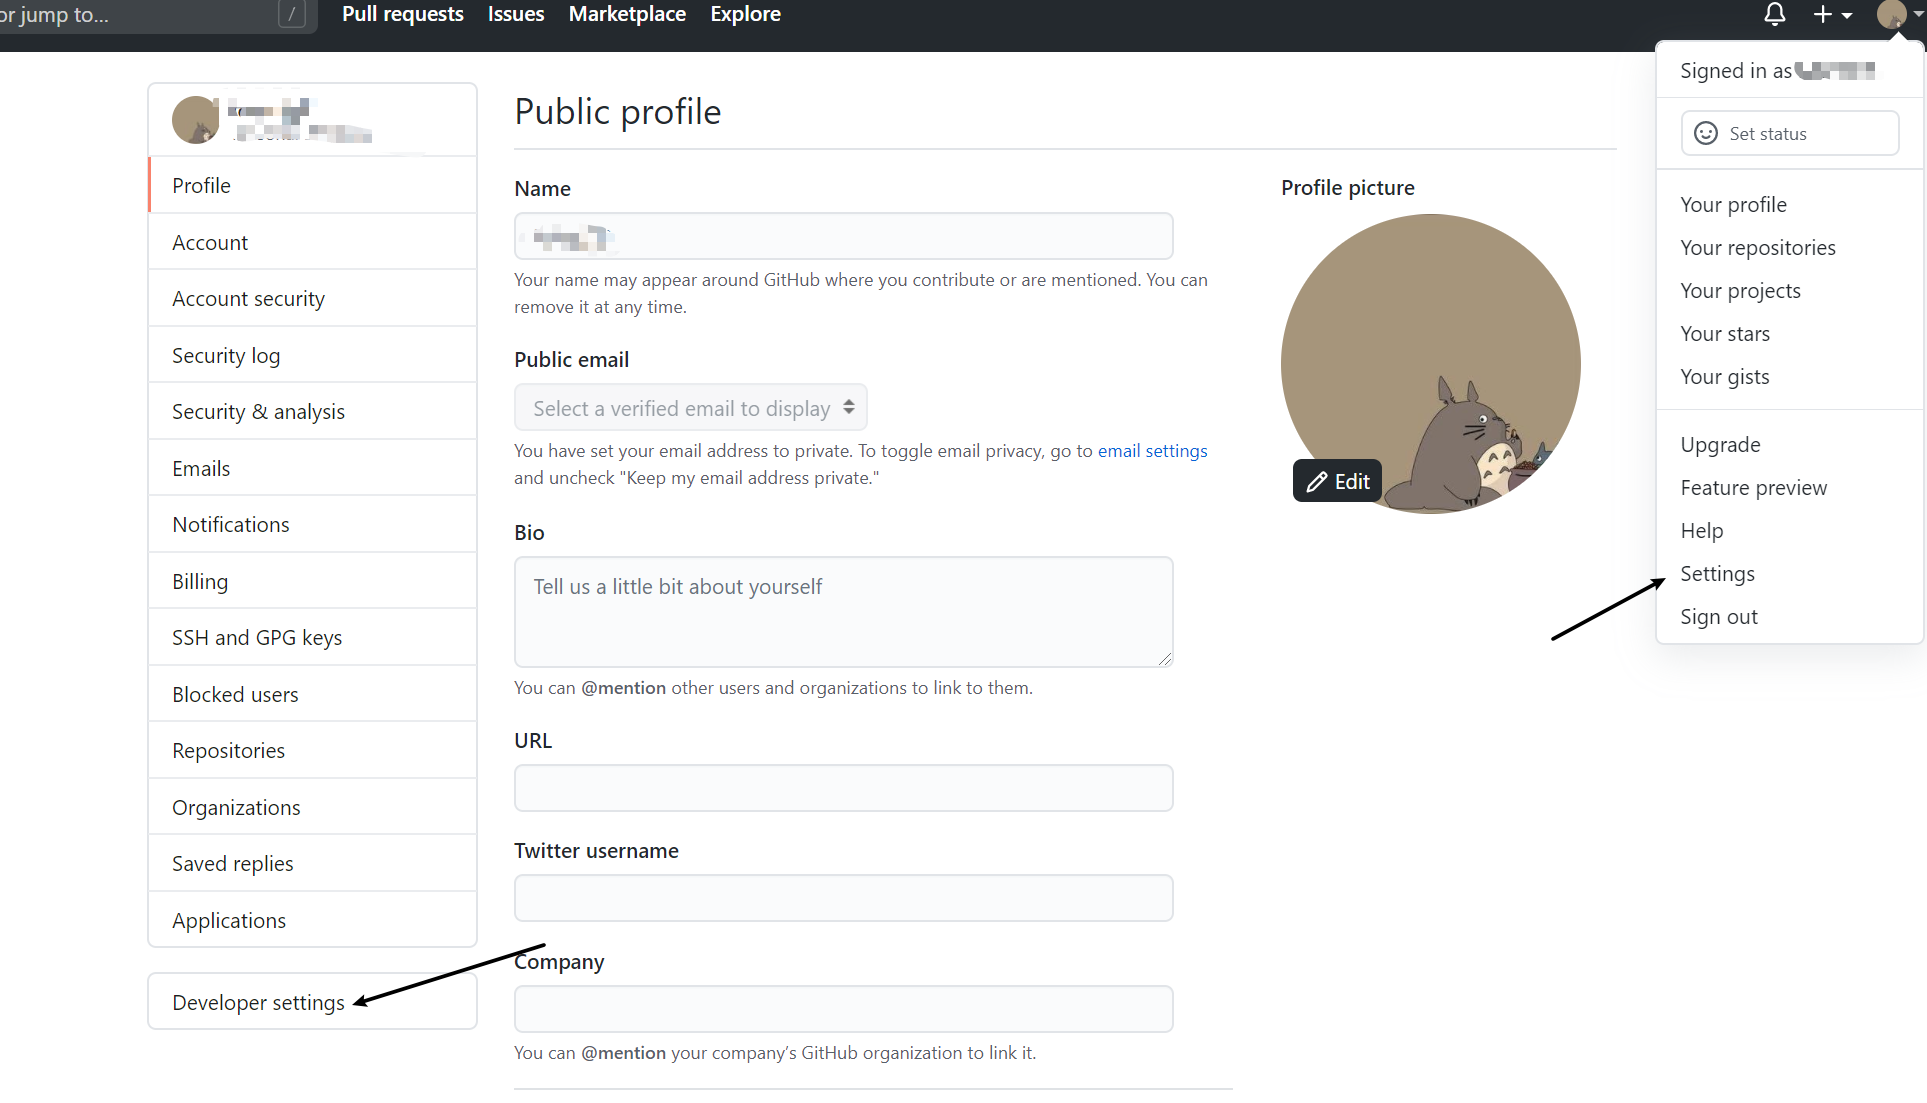 or jump to...
/
Pull requests
Issues
Marketplace
Explore
Signed in as
Set status
Your profile
Your repositories
Your projects
Your stars
Your gists
Upgrade
Feature preview
Help
Settings
Sign out
Profile
Account
Account security
Security log
Security & analysis
Emails
Notifications
Billing
SSH and GPG keys
Blocked users
Repositories
Organizations
Saved replies
Applications
Developer settings
Public profile
Name
Your name may appear around GitHub where you contribute or are mentioned. You can
remove it at any time.
Public email
Select a verified email to display
You have set your email address to private. To toggle email privacy, go to email settings
and uncheck "Keep my email address private."
Bio
Tell us a little bit about yourself
You can @mention other users and organizations to link to them.
URL
Twitter username
Company
You can @mention your company’s GitHub organization to link it.
Profile picture
Edit